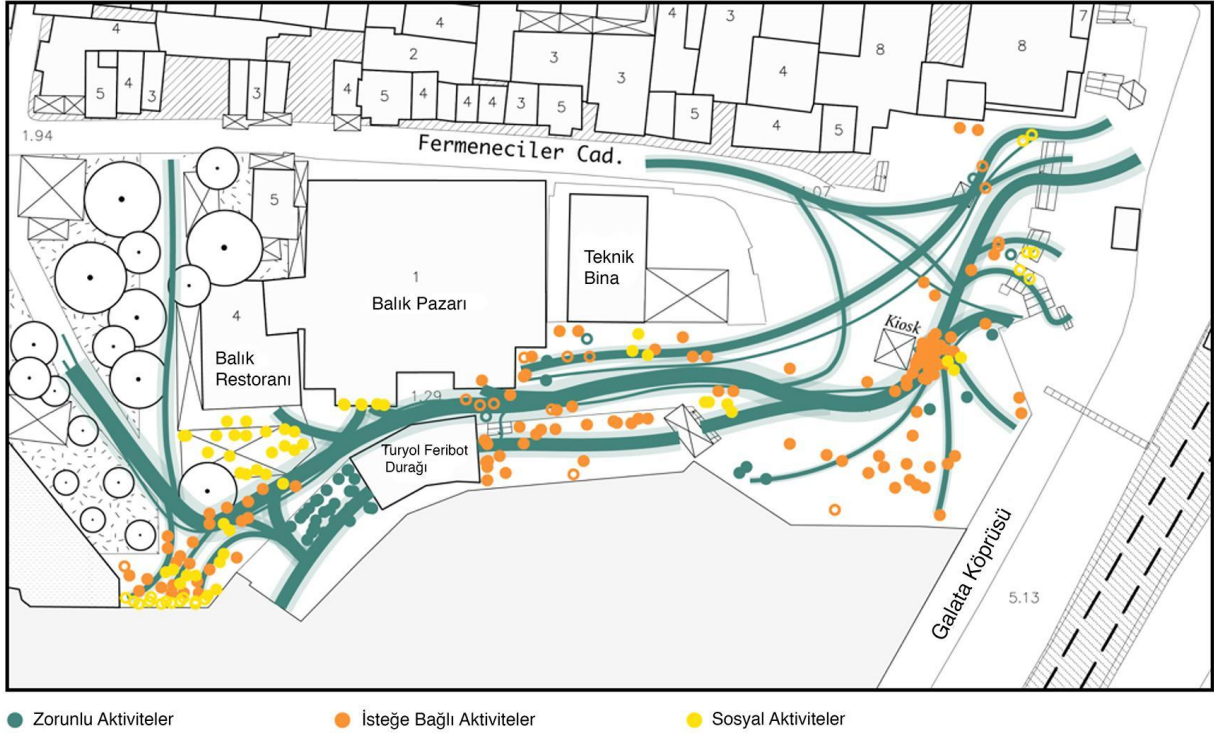 4
4
3
7
2
3
4
8
8
3
4
5
4
3
3
4
5
4
4
4
3
5
5
4
5
1.94
Fermeneciler Cad.
5
1
Balık Pazarı
Teknik
Bina
4
Balık
Restoranı
Kiosk
1.29
Turyol Feribot
Durağı
Galata Köprüsü
5.13
Zorunlu Aktiviteler
İsteğe Bağlı Aktiviteler
Sosyal Aktiviteler